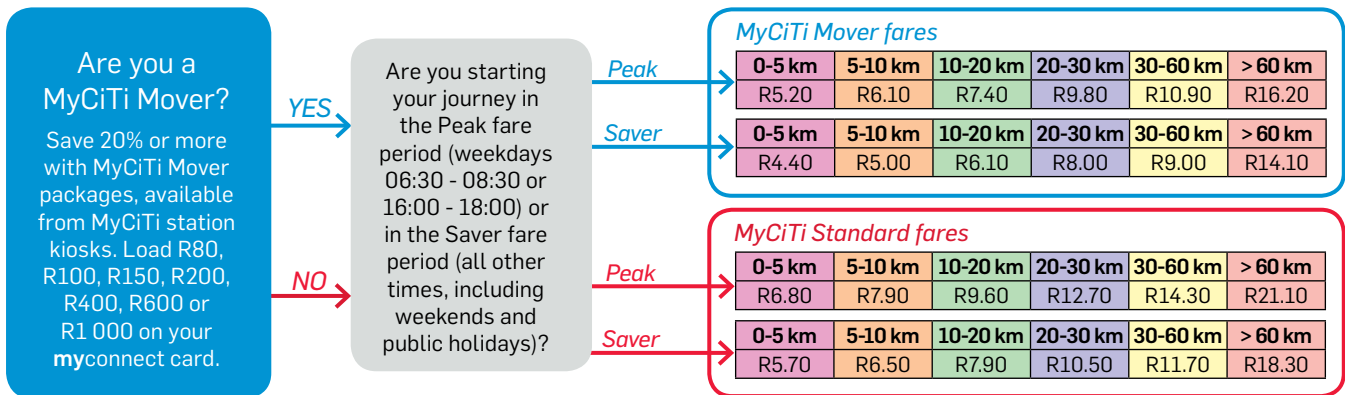 Are you a
MyCiTi Mover?
Save 20% or more
with MyCiTi Mover
packages, available
from MyCiTi station
kiosks. Load R80,
R100, R150, R200,
R400, R600 or
R1 000 on your
myconnect card.
YES
NO
Are you starting
your journey in
the Peak fare
period (weekdays
06:30 - 08:30 or
16:00 - 18:00) or
in the Saver fare
period (all other
times, including
weekends and
public holidays)?
Peak
Saver
Peak
Saver
MyCiTi Mover fares
0-5 km 5-10 km 10-20 km 20-30 km 30-60 km > 60 km
R5.20 R6.10 R7.40 R9.80 R10.90 R16.20
0-5 km 5-10 km 10-20 km 20-30 km 30-60 km > 60 km
R4.40 R5.00 R6.10 R8.00 R9.00 R14.10
MyCiTi Standard fares
0-5 km 5-10 km 10-20 km 20-30 km 30-60 km > 60 km
R6.80 R7.90 R9.60 R12.70 R14.30 R21.10
0-5 km 5-10 km 10-20 km 20-30 km 30-60 km > 60 km
R5.70 R6.50 R7.90 R10.50 R11.70 R18.30